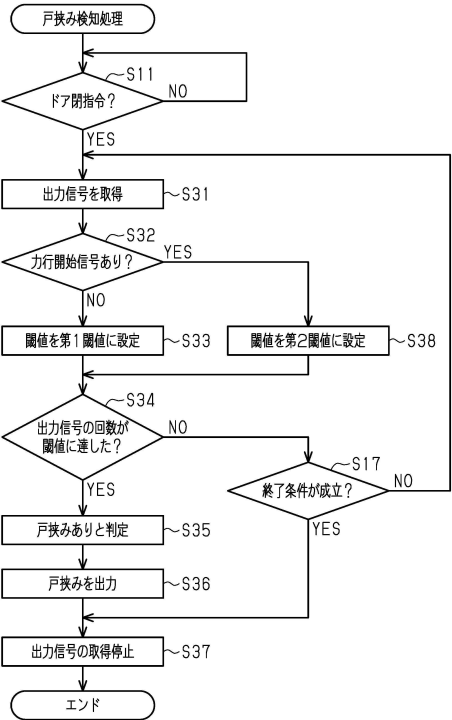 戸挟み検知処理
S11
ドア閉指令？
NO
YES
出力信号を取得
S31
S32
力行開始信号あり？
YES
NO
閾値を第1閾値に設定
S33
閾値を第2閾値に設定
S38
S34
出力信号の回数が
閾値に達した？
NO
YES
S17
終了条件が成立？
NO
YES
戸挟みありと判定
S35
戸挟みを出力
S36
出力信号の取得停止
S37
エンド